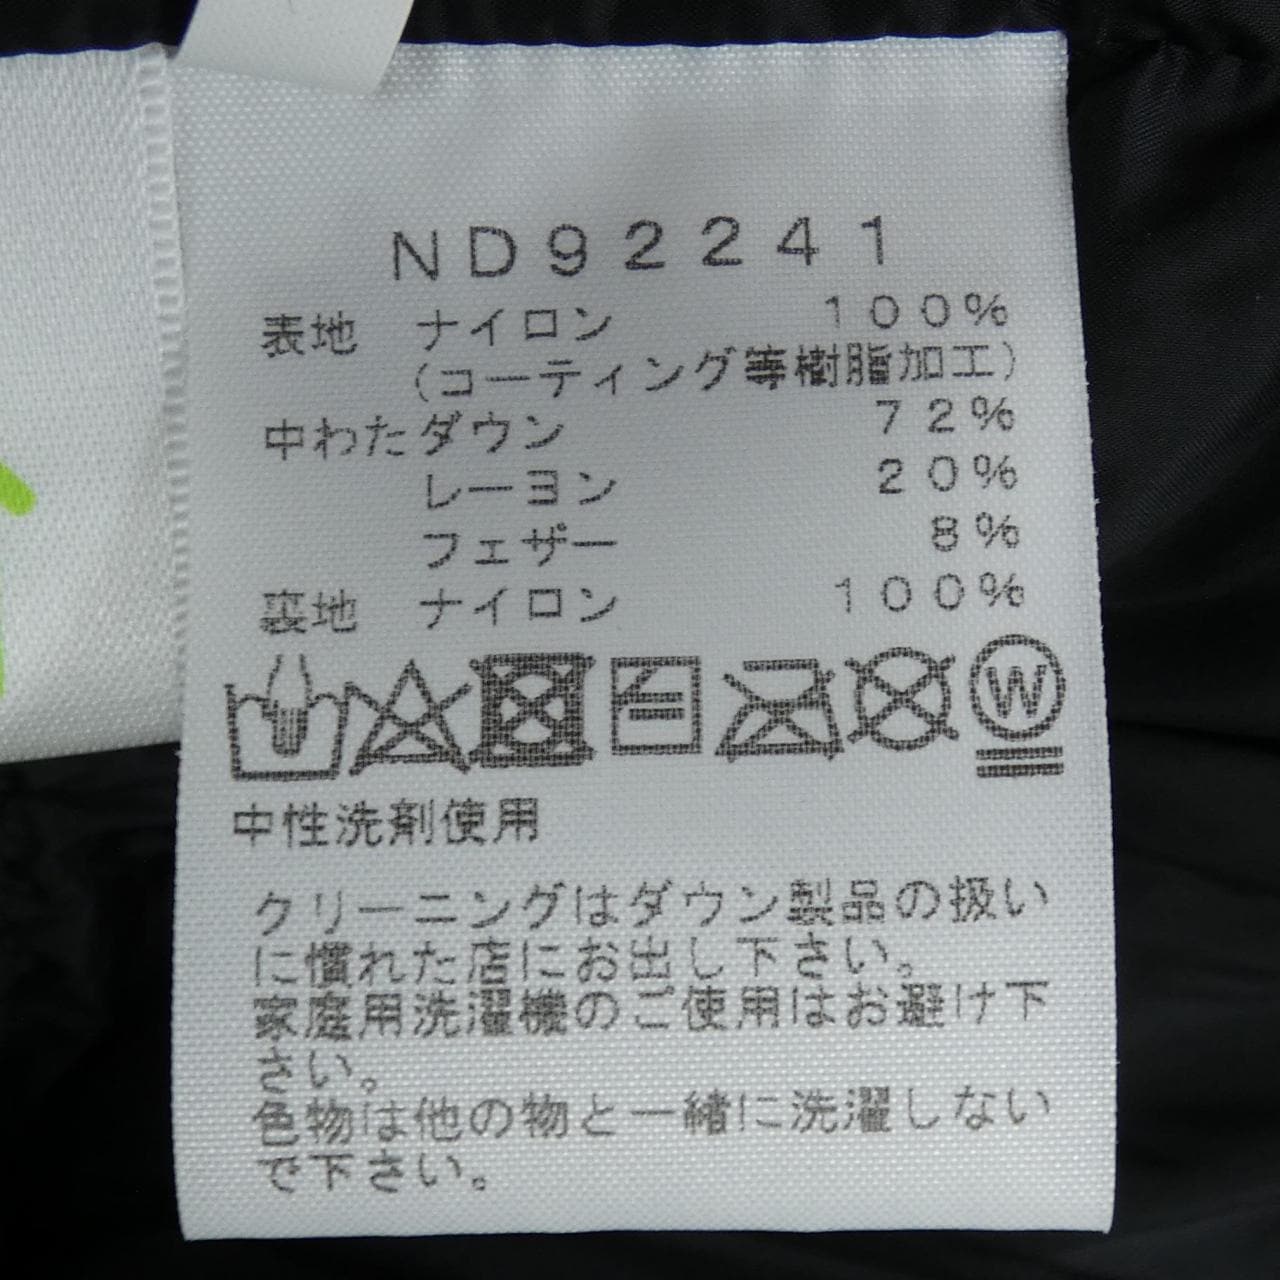 ND92241
表地 ナイロン 100%
(コーティング等樹脂加工)
中わたダウン 72%
レーヨン 20%
フェザー 8%
裏地 ナイロン 100%
W
中性洗剤使用
クリーニングはダウン製品の扱い
に慣れた店にお出し下さい。
家庭用洗濯機のご使用はお避け下
さい。
色物は他の物と一緒に洗濯しない
で下さい。